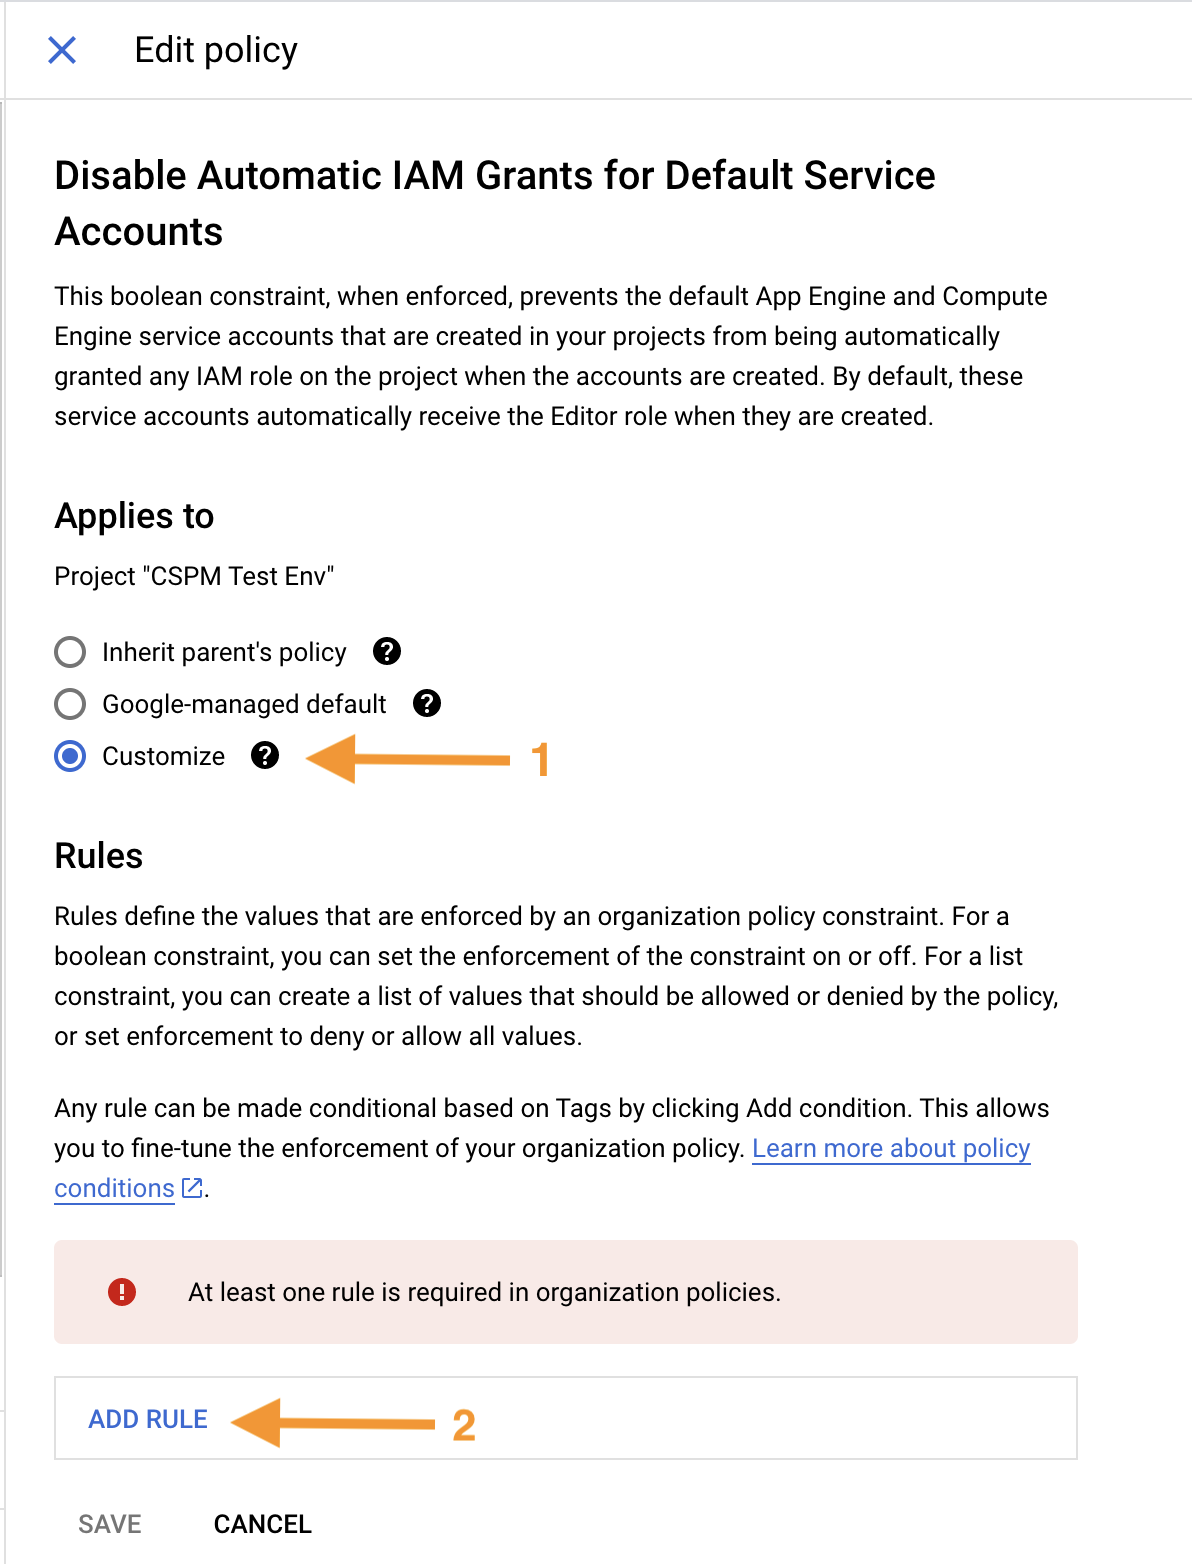 Edit policy
Disable Automatic IAM Grants for Default Service
Accounts
This boolean constraint, when enforced, prevents the default App Engine and Compute
Engine service accounts that are created in your projects from being automatically
granted any IAM role on the project when the accounts are created. By default, these
service accounts automatically receive the Editor role when they are created.
Applies to
Project "CSPM Test Env"
Inherit parent's policy ?
Google-managed default ?
Customize ? 1
Rules
Rules define the values that are enforced by an organization policy constraint. For a
boolean constraint, you can set the enforcement of the constraint on or off. For a list
constraint, you can create a list of values that should be allowed or denied by the policy,
or set enforcement to deny or allow all values.
Any rule can be made conditional based on Tags by clicking Add condition. This allows
you to fine-tune the enforcement of your organization policy. Learn more about policy
conditions.
! At least one rule is required in organization policies.
ADD RULE 2
SAVE CANCEL